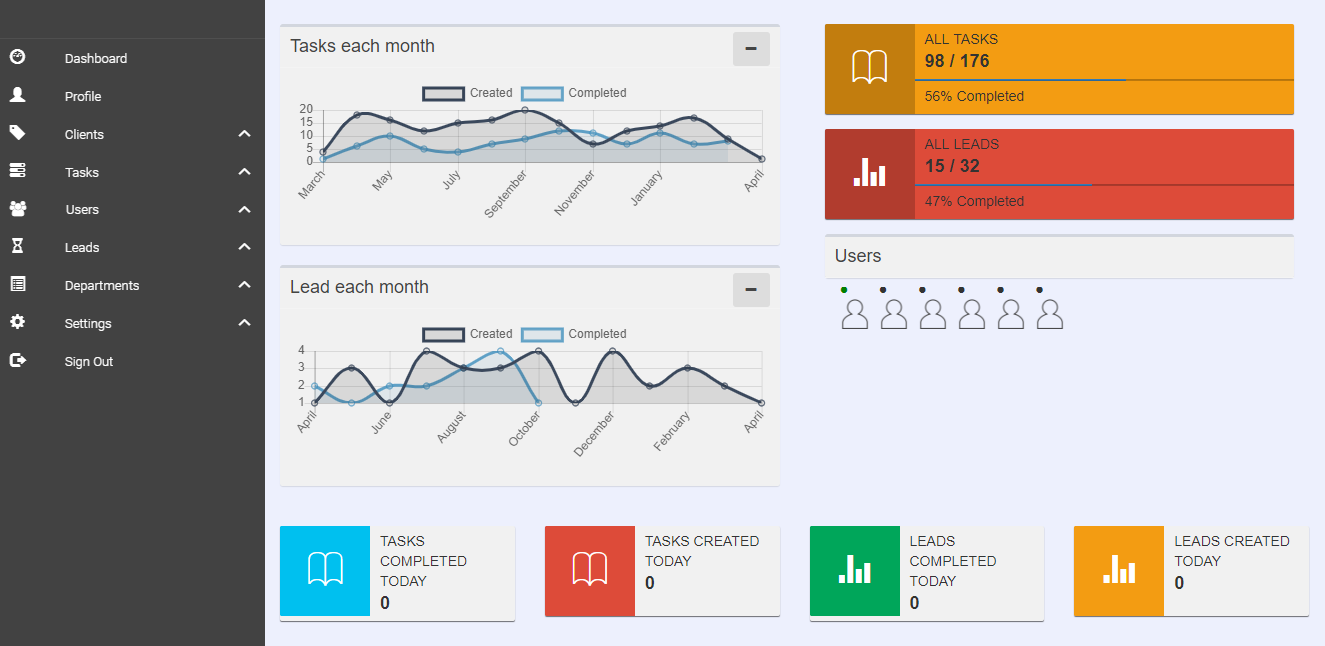 Dashboard
Profile
Clients
Tasks
Users
Leads
Departments
Settings
Sign Out
Tasks each month
Created Completed
20
15
10
5
0
March May July September November January April
Lead each month
Created Completed
4
3
2
1
April June August October December February April
ALL TASKS
98 / 176
56% Completed
ALL LEADS
15 / 32
47% Completed
Users
TASKS
COMPLETED
TODAY
0
TASKS CREATED
TODAY
0
LEADS
COMPLETED
TODAY
0
LEADS CREATED
TODAY
0